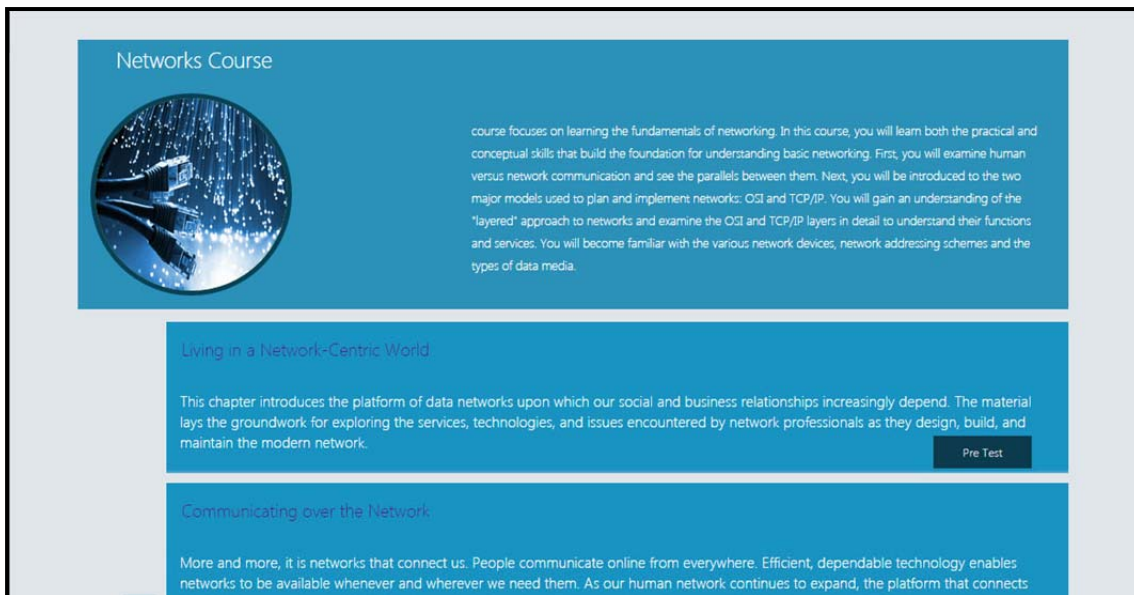 Networks Course
course focuses on learning the fundamentals of networking. In this course, you will learn both the practical and
conceptual skills that build the foundation for understanding basic networking. First, you will examine human
versus network communication and see the parallels between them. Next, you will be introduced to the two
major models used to plan and implement networks: OSI and TCP/IP. You will gain an understanding of the
"layered" approach to networks and examine the OSI and TCP/IP layers in detail to understand their functions
and services. You will become familiar with the various network devices, network addressing schemes and the
types of data media.
Living in a Network-Centric World
This chapter introduces the platform of data networks upon which our social and business relationships increasingly depend. The material
lays the groundwork for exploring the services, technologies, and issues encountered by network professionals as they design, build, and
maintain the modern network.
Pre Test
Communicating over the Network
More and more, it is networks that connect us. People communicate online from everywhere. Efficient, dependable technology enables
networks to be available whenever and wherever we need them. As our human network continues to expand, the platform that connects